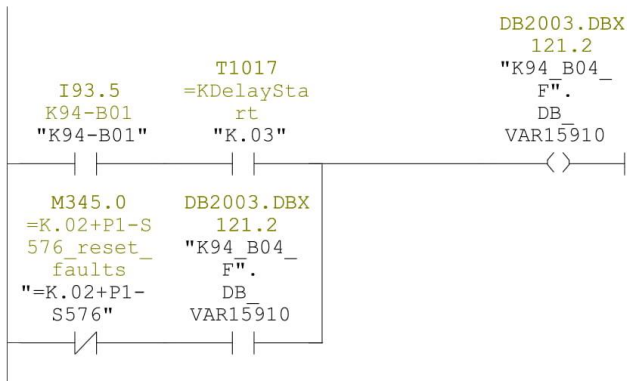 DB2003.DBX
121.2
"K94_B04_
F".
DB_
VAR15910
I93.5
K94-B01
"K94-B01"
T1017
=KDelaySta
rt
"K.03"
M345.0
=K.02+P1-S
576_reset_
faults
"=K.02+P1-
S576"
DB2003.DBX
121.2
"K94_B04_
F".
DB_
VAR15910